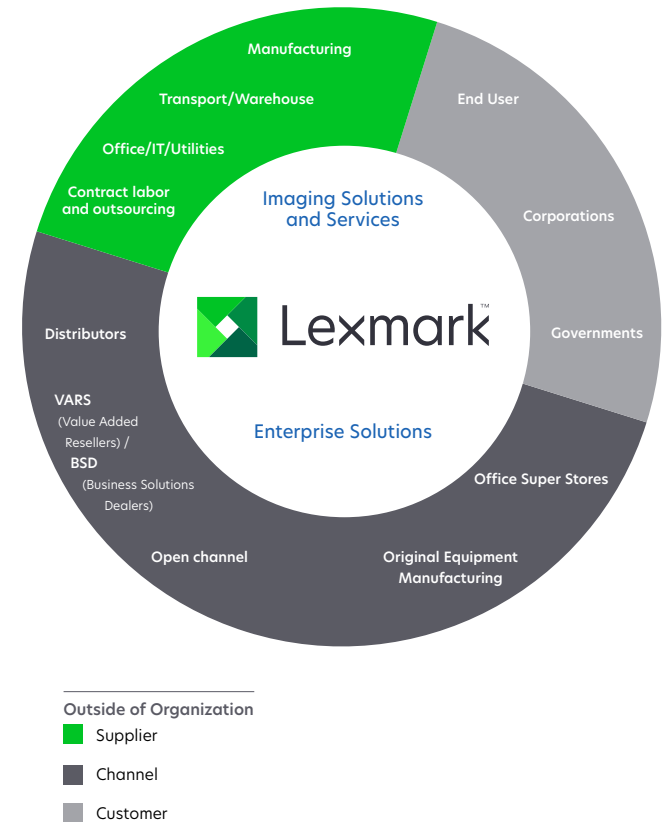 Manufacturing
Transport/Warehouse
Office/IT/Utilities
Contract labor
and outsourcing
End User
Corporations
Governments
Imaging Solutions
and Services
Lexmark™
Enterprise Solutions
Distributors
VARS
(Value Added
Resellers) /
BSD
(Business Solutions
Dealers)
Open channel
Original Equipment
Manufacturing
Office Super Stores
Outside of Organization
Supplier
Channel
Customer